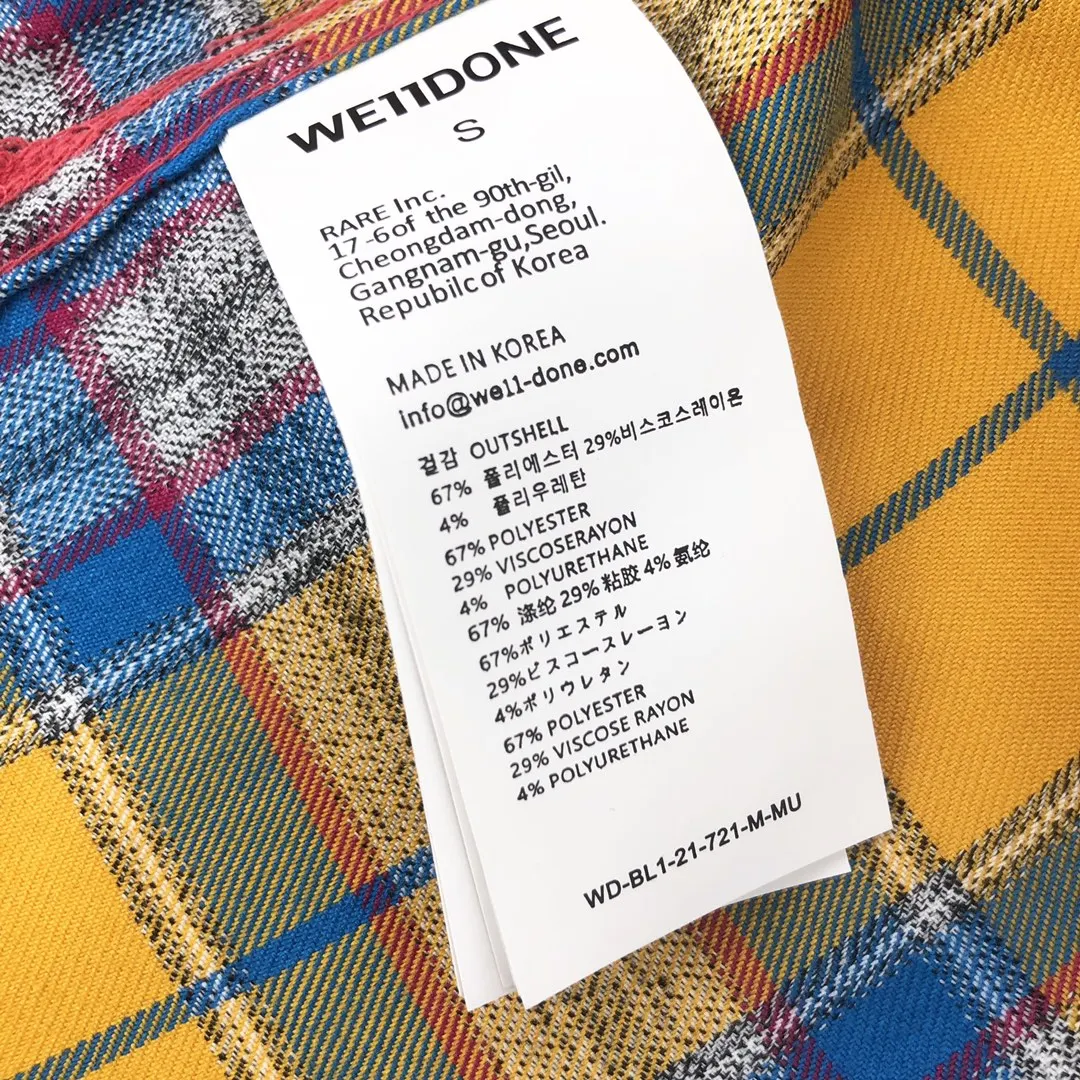 WE11DONE
S
RARE Inc.
17-6of the 90th-gil,
Cheongdam-dong,
Gangnam-gu,Seoul.
Repubilc of Korea
MADE IN KOREA
info@we11-done.com
겉감 OUTSHELL
67% 폴리에스터 29%비스코스레이온
4% 폴리우레탄
67% POLYESTER
29% VISCOSERAYON
4% POLYURETHANE
67% 涤纶 29% 粘胶 4% 氨纶
67%ポリエステル
29%ビスコースレーヨン
4%ポリウレタン
67% POLYESTER
29% VISCOSE RAYON
4% POLYURETHANE
WD-BL1-21-721-M-MU